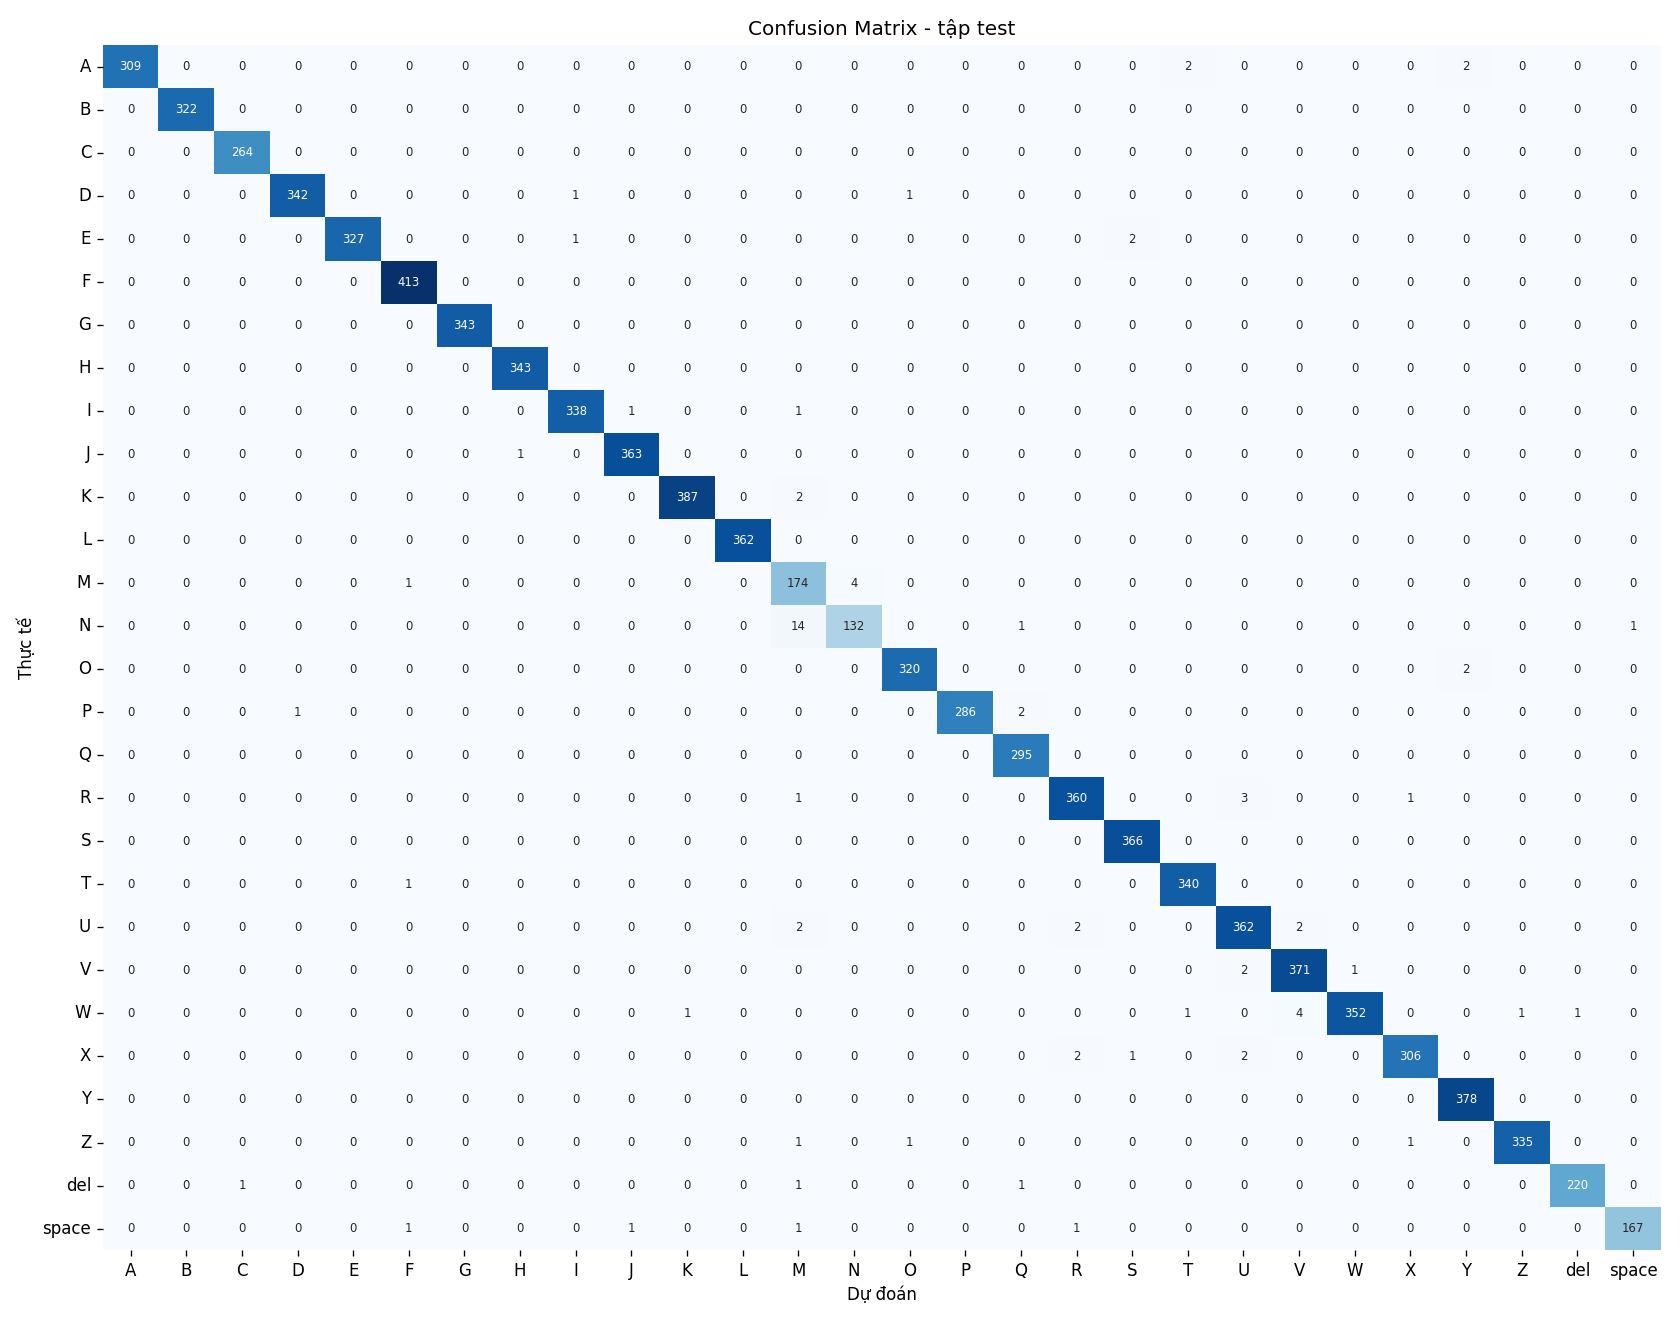 Confusion Matrix - tập test
A 309 0 0 0 0 0 0 0 0 0 0 0 0 0 0 0 0 0 0 2 0 0 0 0 2 0 0 0
B 0 322 0 0 0 0 0 0 0 0 0 0 0 0 0 0 0 0 0 0 0 0 0 0 0 0 0 0
C 0 0 264 0 0 0 0 0 0 0 0 0 0 0 0 0 0 0 0 0 0 0 0 0 0 0 0 0
D 0 0 0 342 0 0 0 0 1 0 0 0 0 0 1 0 0 0 0 0 0 0 0 0 0 0 0 0
E 0 0 0 0 327 0 0 0 1 0 0 0 0 0 0 0 0 0 2 0 0 0 0 0 0 0 0 0
F 0 0 0 0 0 413 0 0 0 0 0 0 0 0 0 0 0 0 0 0 0 0 0 0 0 0 0 0
G 0 0 0 0 0 0 343 0 0 0 0 0 0 0 0 0 0 0 0 0 0 0 0 0 0 0 0 0
H 0 0 0 0 0 0 0 343 0 0 0 0 0 0 0 0 0 0 0 0 0 0 0 0 0 0 0 0
I 0 0 0 0 0 0 0 0 338 1 0 0 1 0 0 0 0 0 0 0 0 0 0 0 0 0 0 0
J 0 0 0 0 0 0 0 1 0 363 0 0 0 0 0 0 0 0 0 0 0 0 0 0 0 0 0 0
K 0 0 0 0 0 0 0 0 0 0 387 0 2 0 0 0 0 0 0 0 0 0 0 0 0 0 0 0
L 0 0 0 0 0 0 0 0 0 0 0 362 0 0 0 0 0 0 0 0 0 0 0 0 0 0 0 0
M 0 0 0 0 0 1 0 0 0 0 0 0 174 4 0 0 0 0 0 0 0 0 0 0 0 0 0 0
N 0 0 0 0 0 0 0 0 0 0 0 0 14 132 0 0 1 0 0 0 0 0 0 0 0 0 0 1
O 0 0 0 0 0 0 0 0 0 0 0 0 0 0 320 0 0 0 0 0 0 0 0 0 2 0 0 0
P 0 0 0 1 0 0 0 0 0 0 0 0 0 0 0 286 2 0 0 0 0 0 0 0 0 0 0 0
Q 0 0 0 0 0 0 0 0 0 0 0 0 0 0 0 0 295 0 0 0 0 0 0 0 0 0 0 0
R 0 0 0 0 0 0 0 0 0 0 0 0 1 0 0 0 0 360 0 0 3 0 0 1 0 0 0 0
S 0 0 0 0 0 0 0 0 0 0 0 0 0 0 0 0 0 0 366 0 0 0 0 0 0 0 0 0
T 0 0 0 0 0 1 0 0 0 0 0 0 0 0 0 0 0 0 0 340 0 0 0 0 0 0 0 0
U 0 0 0 0 0 0 0 0 0 0 0 0 2 0 0 0 0 2 0 0 362 2 0 0 0 0 0 0
V 0 0 0 0 0 0 0 0 0 0 0 0 0 0 0 0 0 0 0 0 2 371 1 0 0 0 0 0
W 0 0 0 0 0 0 0 0 0 0 1 0 0 0 0 0 0 0 0 1 0 4 352 0 0 1 1 0
X 0 0 0 0 0 0 0 0 0 0 0 0 0 0 0 0 0 2 1 0 2 0 0 306 0 0 0 0
Y 0 0 0 0 0 0 0 0 0 0 0 0 0 0 0 0 0 0 0 0 0 0 0 0 378 0 0 0
Z 0 0 0 0 0 0 0 0 0 0 0 0 1 0 1 0 0 0 0 0 0 0 0 1 0 335 0 0
del 0 0 1 0 0 0 0 0 0 0 0 0 1 0 0 0 1 0 0 0 0 0 0 0 0 0 220 0
space 0 0 0 0 0 1 0 0 0 1 0 0 1 0 0 0 0 1 0 0 0 0 0 0 0 0 0 167
A B C D E F G H I J K L M N O P Q R S T U V W X Y Z del space
Dự đoán
Thực tế